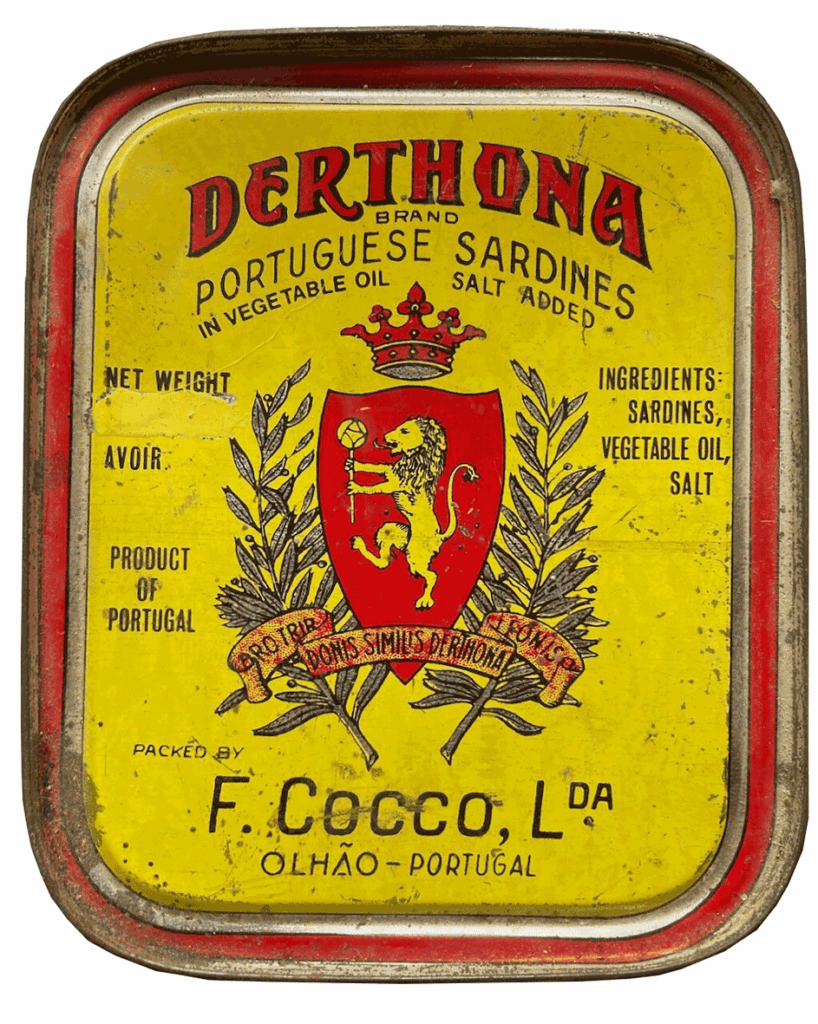 DERTHONA
BRAND
PORTUGUESE SARDINES
IN VEGETABLE OIL SALT ADDED
NET WEIGHT
AVOIR.
PRODUCT
OF
PORTUGAL
INGREDIENTS:
SARDINES,
VEGETABLE OIL,
SALT
PRO TRIB
DONIS SIMILIS DERTHONA
LEONIS
PACKED BY
F. COCCO, LDA
OLHÃO - PORTUGAL